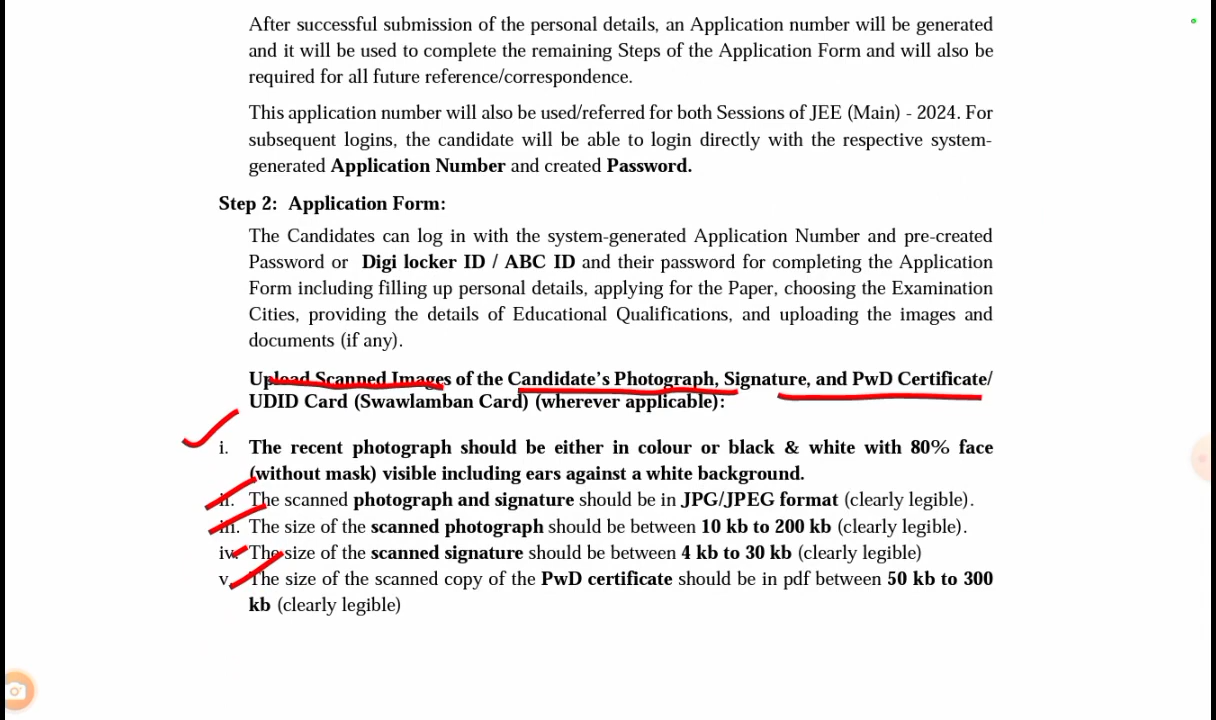 After successful submission of the personal details, an Application number will be generated
and it will be used to complete the remaining Steps of the Application Form and will also be
required for all future reference/correspondence.
This application number will also be used/referred for both Sessions of JEE (Main) - 2024. For
subsequent logins, the candidate will be able to login directly with the respective system-
generated Application Number and created Password.
Step 2: Application Form:
The Candidates can log in with the system-generated Application Number and pre-created
Password or Digi locker ID / ABC ID and their password for completing the Application
Form including filling up personal details, applying for the Paper, choosing the Examination
Cities, providing the details of Educational Qualifications, and uploading the images and
documents (if any).
Upload Scanned Images of the Candidate's Photograph, Signature, and PwD Certificate/
UDID Card (Swawlamban Card) (wherever applicable):
i. The recent photograph should be either in colour or black & white with 80% face
(without mask) visible including ears against a white background.
ii. The scanned photograph and signature should be in JPG/JPEG format (clearly legible).
iii. The size of the scanned photograph should be between 10 kb to 200 kb (clearly legible).
iv. The size of the scanned signature should be between 4 kb to 30 kb (clearly legible)
v. The size of the scanned copy of the PwD certificate should be in pdf between 50 kb to 300
kb (clearly legible)